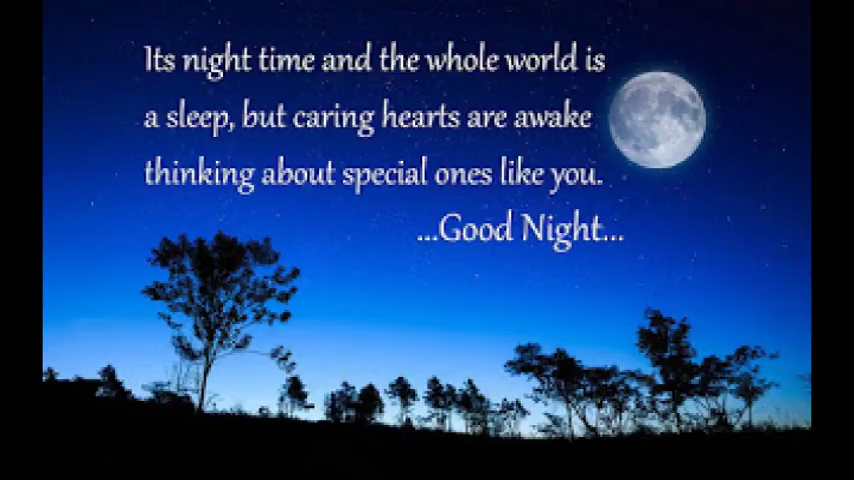 Its night time and the whole world is
a sleep, but caring hearts are awake
thinking about special ones like you.
...Good Night...